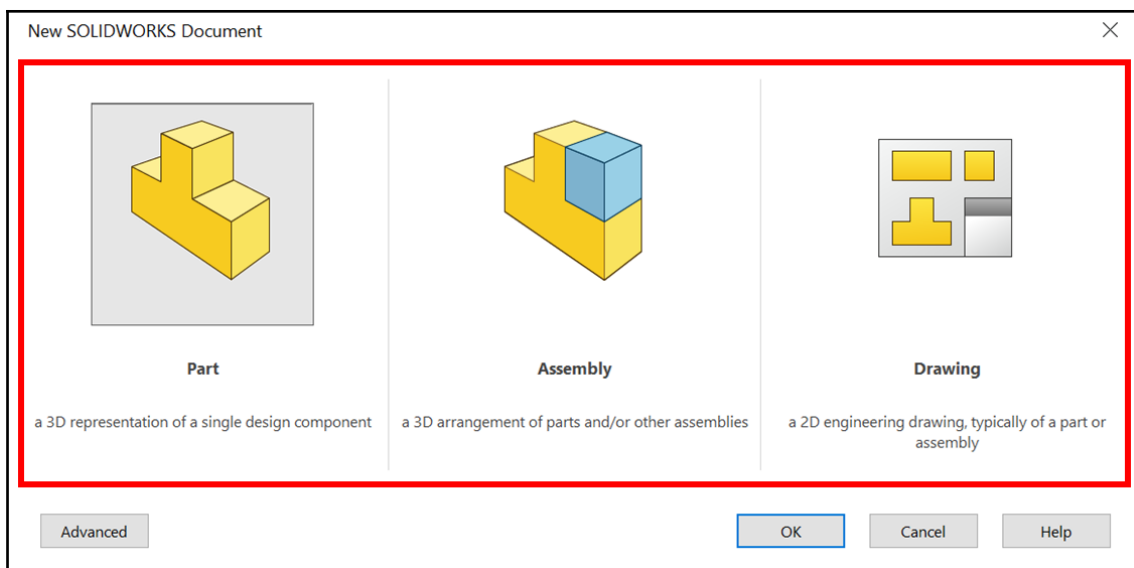 New SOLIDWORKS Document
Part
a 3D representation of a single design component
Assembly
a 3D arrangement of parts and/or other assemblies
Drawing
a 2D engineering drawing, typically of a part or
assembly
Advanced
OK
Cancel
Help